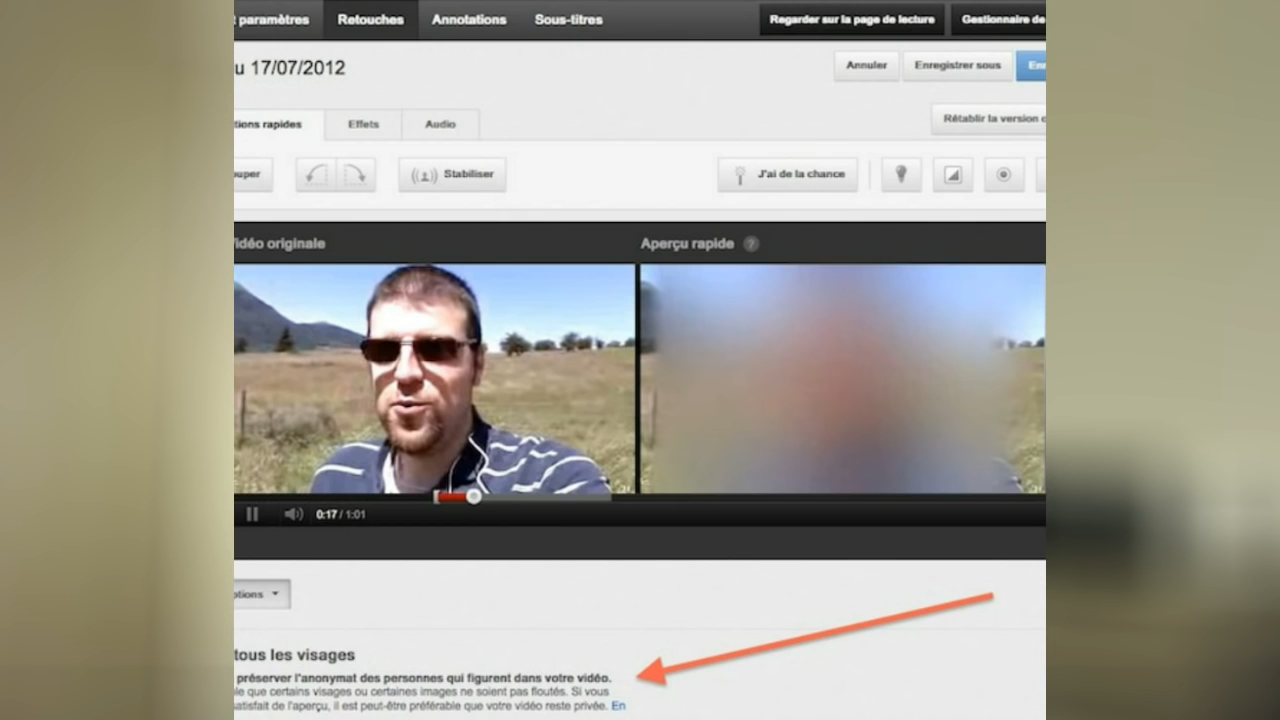 paramètres Retouches Annotations Sous-titres Regarder sur la page de lecture Gestionnaire de
u 17/07/2012 Annuler Enregistrer sous
tions rapides Effets Audio Rétablir la version
ouper Stabiliser J'ai de la chance
Vidéo originale Aperçu rapide ?
0:17 / 1:01
ptions
tous les visages
préserver l'anonymat des personnes qui figurent dans votre vidéo.
le que certains visages ou certaines images ne soient pas floutés. Si vous
atisfait de l'aperçu, il est peut-être préférable que votre vidéo reste privée. En